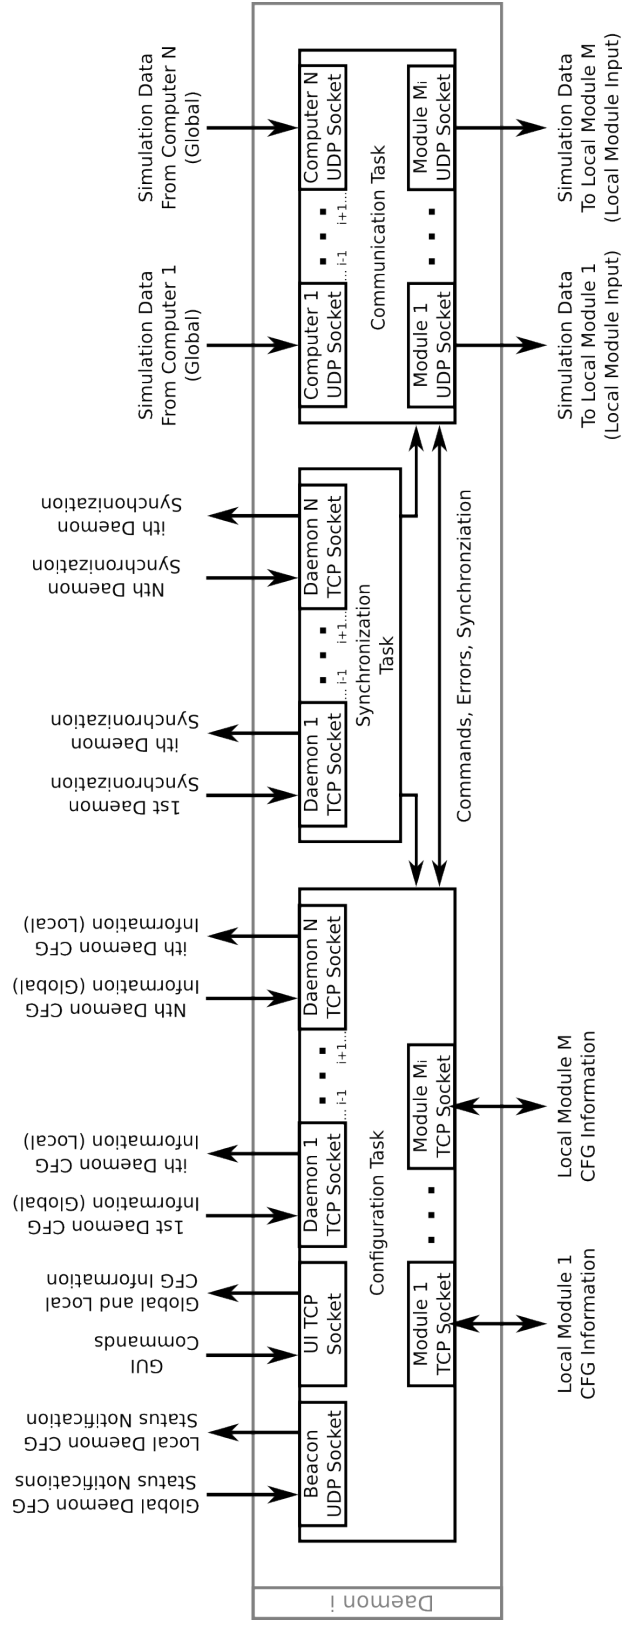 Daemon i
Global Daemon CFG
Status Notifications
Local Daemon CFG
Status Notification
GUI
Commands
Global and Local
CFG Information
1st Daemon CFG
Information (Global)
ith Daemon CFG
Information (Local)
Nth Daemon CFG
Information (Global)
ith Daemon CFG
Information (Local)
1st Daemon
Synchronization
ith Daemon
Synchronization
Nth Daemon
Synchronization
ith Daemon
Synchonization
Simulation Data
From Computer 1
(Global)
Simulation Data
From Computer N
(Global)
Beacon
UDP Socket
UI TCP
Socket
Daemon 1
TCP Socket
... i-1
i+1...
Daemon N
TCP Socket
Configuration Task
Module 1
TCP Socket
Module Mi
TCP Socket
Daemon 1
TCP Socket
... i-1
i+1...
Daemon N
TCP Socket
Synchronization
Task
Commands, Errors, Synchronziation
Computer 1
UDP Socket
... i-1
i+1...
Computer N
UDP Socket
Communication Task
Module 1
UDP Socket
Module Mi
UDP Socket
Local Module 1
CFG Information
Local Module M
CFG Information
Simulation Data
To Local Module 1
(Local Module Input)
Simulation Data
To Local Module M
(Local Module Input)